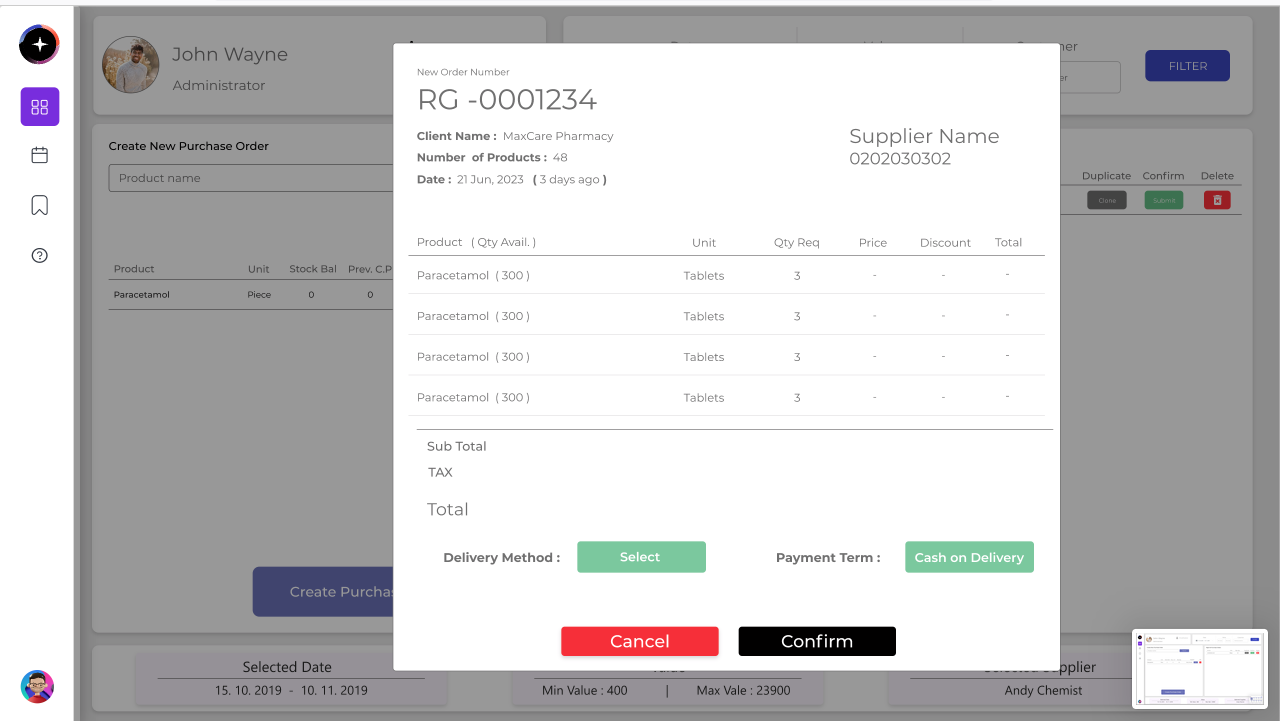 John Wayne
Administrator
FILTER
Create New Purchase Order
Product name
Product Unit Stock Bal Prev. C.P
Paracetamol Piece 0 0
Create Purcha
New Order Number
RG -0001234
Client Name : MaxCare Pharmacy
Number of Products : 48
Date : 21 Jun, 2023 ( 3 days ago )
Supplier Name
0202030302
Product ( Qty Avail. ) Unit Qty Req Price Discount Total
Paracetamol ( 300 ) Tablets 3 - - -
Paracetamol ( 300 ) Tablets 3 - - -
Paracetamol ( 300 ) Tablets 3 - - -
Paracetamol ( 300 ) Tablets 3 - - -
Sub Total
TAX
Total
Delivery Method : Select Payment Term : Cash on Delivery
Cancel Confirm
Duplicate Confirm Delete
Clone Submit
Selected Date
15. 10. 2019 - 10. 11. 2019
Min Value : 400 | Max Vale : 23900
Andy Chemist